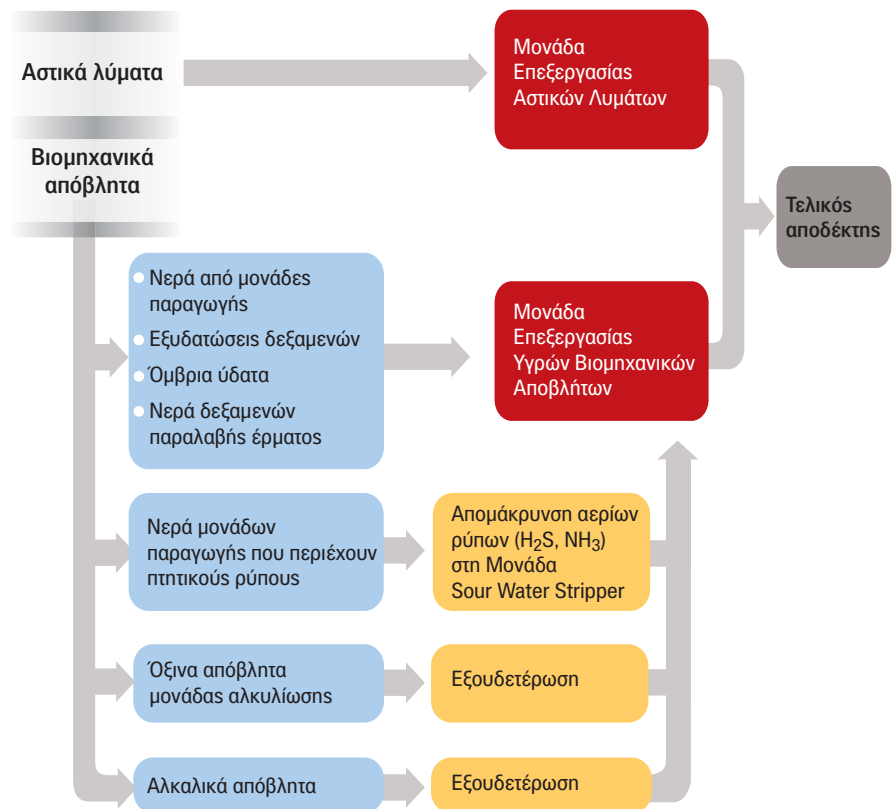 Αστικά λύματα
Μονάδα
Επεξεργασίας
Αστικών Λυμάτων
Βιομηχανικά
απόβλητα
Τελικός
αποδέκτης
Νερά από μονάδες
παραγωγής
Εξυδατώσεις δεξαμενών
Όμβρια ύδατα
Νερά δεξαμενών
παραλαβής έρματος
Μονάδα
Επεξεργασίας
Υγρών Βιομηχανικών
Αποβλήτων
Νερά μονάδων
παραγωγής που περιέχουν
πτητικούς ρύπους
Απομάκρυνση αερίων
ρύπων (H₂S, NH₃)
στη Μονάδα
Sour Water Stripper
Όξινα απόβλητα
μονάδας αλκυλίωσης
Εξουδετέρωση
Αλκαλικά απόβλητα
Εξουδετέρωση